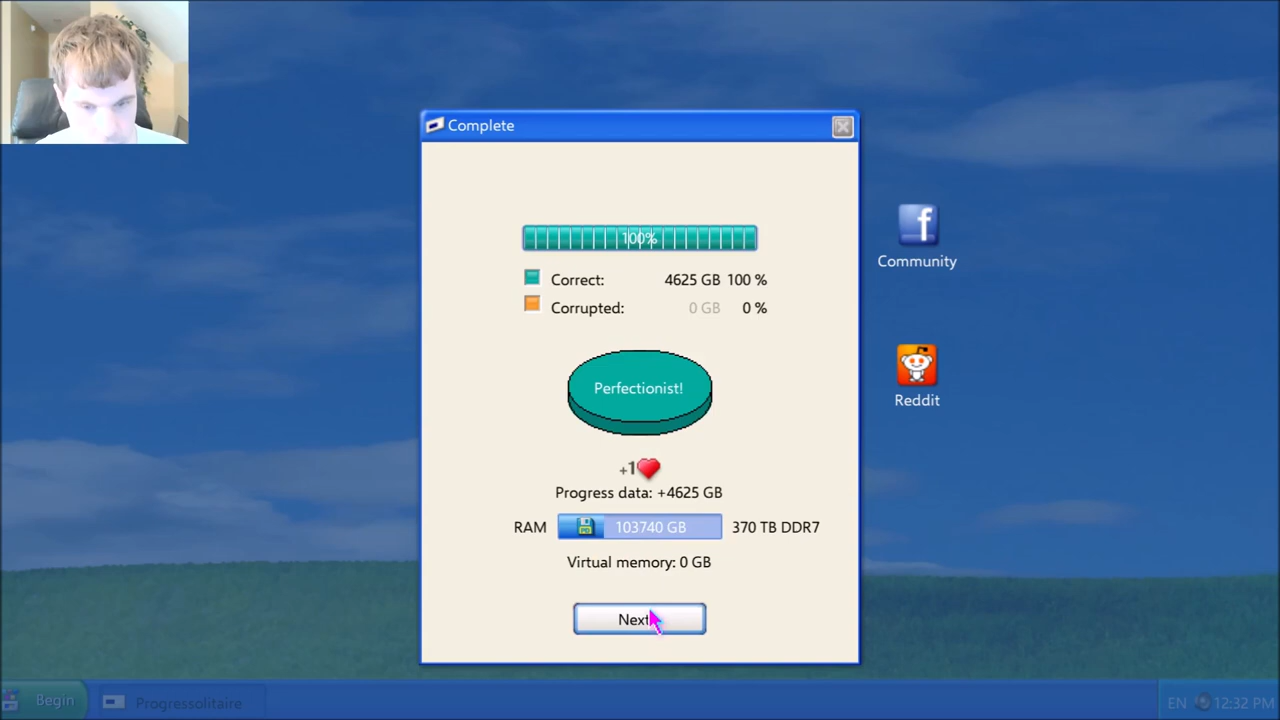 Complete
100%
Correct: 4625 GB 100 %
Corrupted: 0 GB 0 %
Perfectionist!
+1
Progress data: +4625 GB
RAM 103740 GB 370 TB DDR7
Virtual memory: 0 GB
Next
Community
Reddit
Begin Progressolitaire EN 12:32 PM